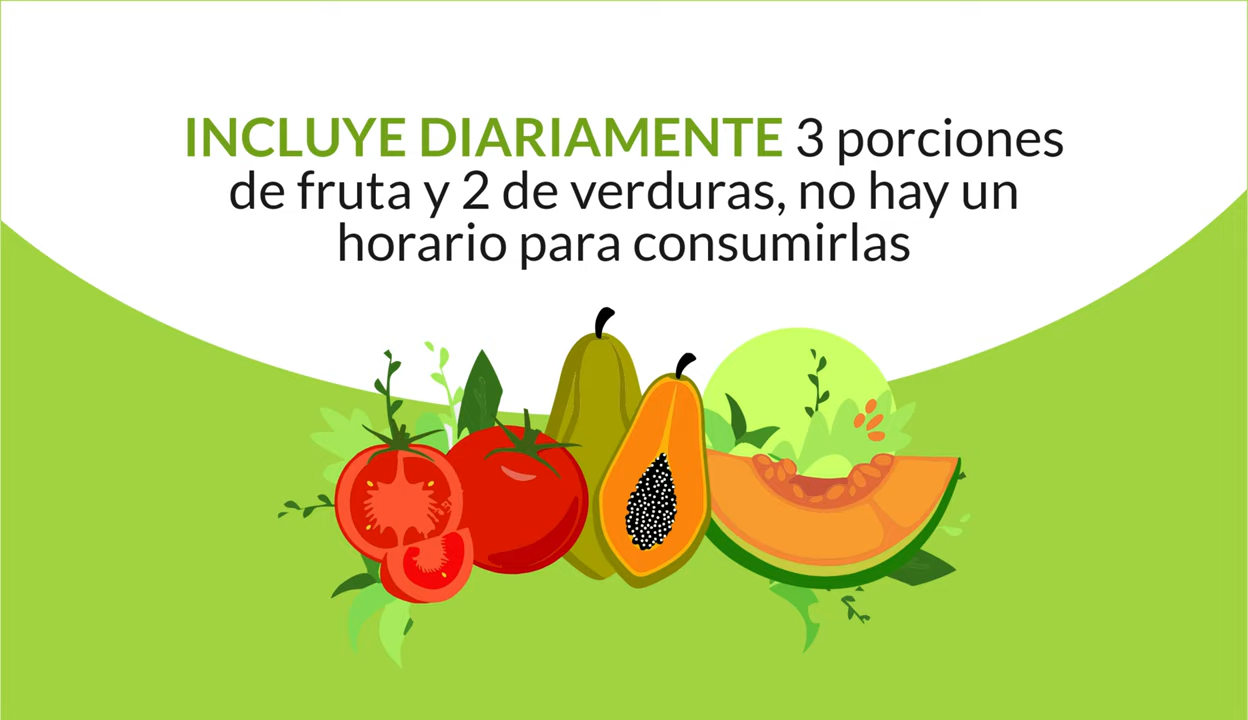 INCLUYE DIARIAMENTE 3 porciones
de fruta y 2 de verduras, no hay un
horario para consumirlas